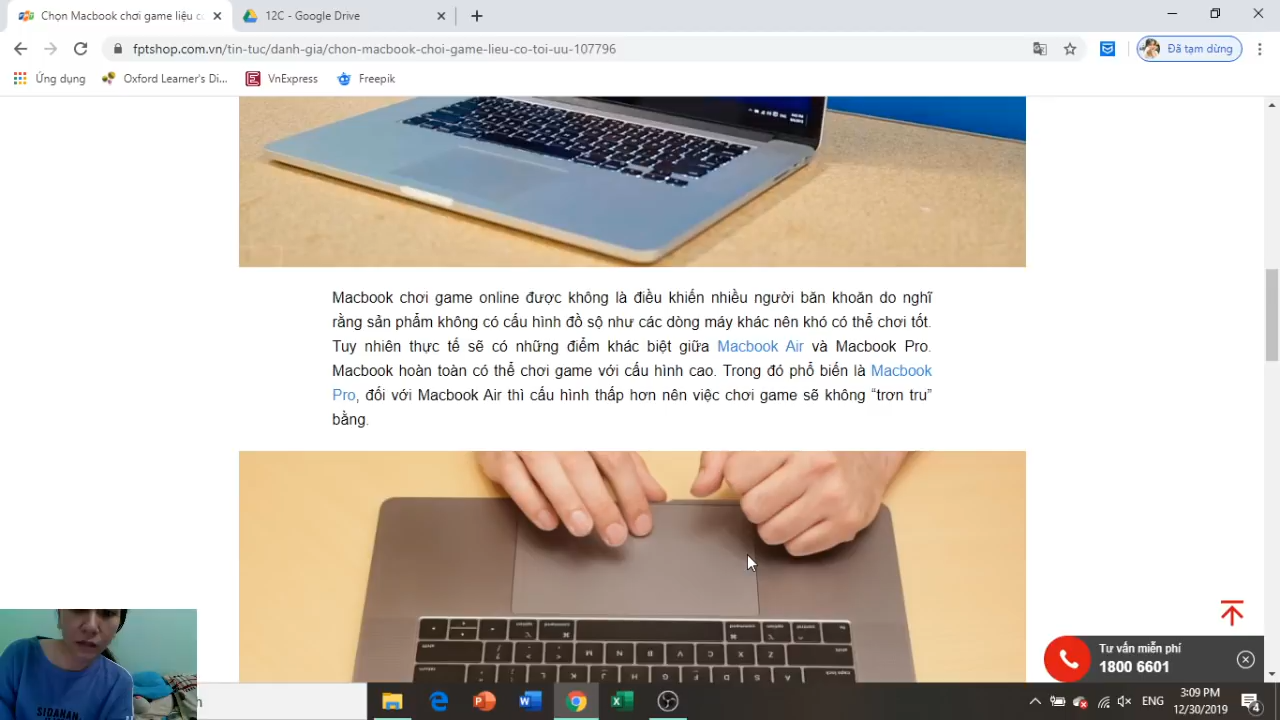 Chọn Macbook chơi game liệu c
12C - Google Drive
fptshop.com.vn/tin-tuc/danh-gia/chon-macbook-choi-game-lieu-co-toi-uu-107796
Đã tạm dừng
Ứng dụng
Oxford Learner's Di...
VnExpress
Freepik
Macbook chơi game online được không là điều khiến nhiều người băn khoăn do nghĩ
rằng sản phẩm không có cấu hình đồ sộ như các dòng máy khác nên khó có thể chơi tốt.
Tuy nhiên thực tế sẽ có những điểm khác biệt giữa Macbook Air và Macbook Pro.
Macbook hoàn toàn có thể chơi game với cấu hình cao. Trong đó phổ biến là Macbook
Pro, đối với Macbook Air thì cấu hình thấp hơn nên việc chơi game sẽ không “trơn tru”
bằng.
Tư vấn miễn phí
1800 6601
ENG
3:09 PM
12/30/2019
4